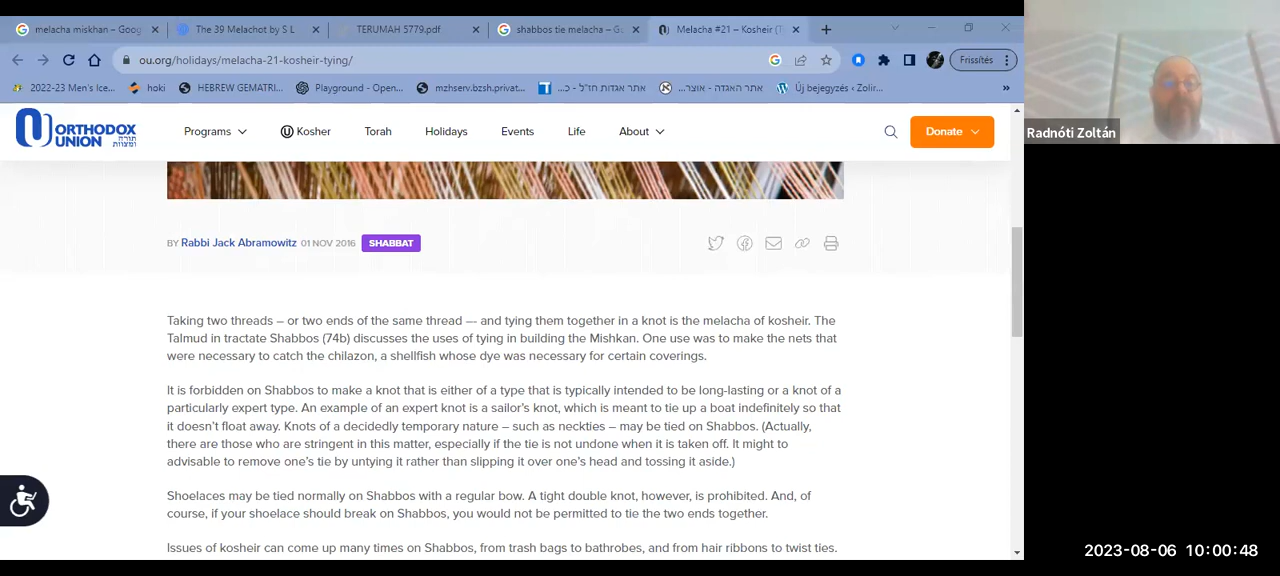 melacha miskhan – Goog
The 39 Melachot by S L
TERUMAH 5779.pdf
shabbos tie melacha – Go
Melacha #21 – Kosheir (T
ou.org/holidays/melacha-21-kosheir-tying/
Frissítés
2022-23 Men's Ice...
hoki
HEBREW GEMATRI...
Playground - Open...
mzhserv.bzsh.privat...
אתר אגדות חז"ל - כ...
אתר האגדה - אוצר...
Új bejegyzés ‹ Zolir...
»
ORTHODOX
UNION
תורה
ומצוות
Programs
Kosher
Torah
Holidays
Events
Life
About
Donate
Radnóti Zoltán
BY Rabbi Jack Abramowitz 01 NOV 2016 SHABBAT
Taking two threads – or two ends of the same thread –- and tying them together in a knot is the melacha of kosheir. The
Talmud in tractate Shabbos (74b) discusses the uses of tying in building the Mishkan. One use was to make the nets that
were necessary to catch the chilazon, a shellfish whose dye was necessary for certain coverings.
It is forbidden on Shabbos to make a knot that is either of a type that is typically intended to be long-lasting or a knot of a
particularly expert type. An example of an expert knot is a sailor's knot, which is meant to tie up a boat indefinitely so that
it doesn't float away. Knots of a decidedly temporary nature – such as neckties – may be tied on Shabbos. (Actually,
there are those who are stringent in this matter, especially if the tie is not undone when it is taken off. It might to
advisable to remove one's tie by untying it rather than slipping it over one's head and tossing it aside.)
Shoelaces may be tied normally on Shabbos with a regular bow. A tight double knot, however, is prohibited. And, of
course, if your shoelace should break on Shabbos, you would not be permitted to tie the two ends together.
Issues of kosheir can come up many times on Shabbos, from trash bags to bathrobes, and from hair ribbons to twist ties.
2023-08-06 10:00:48